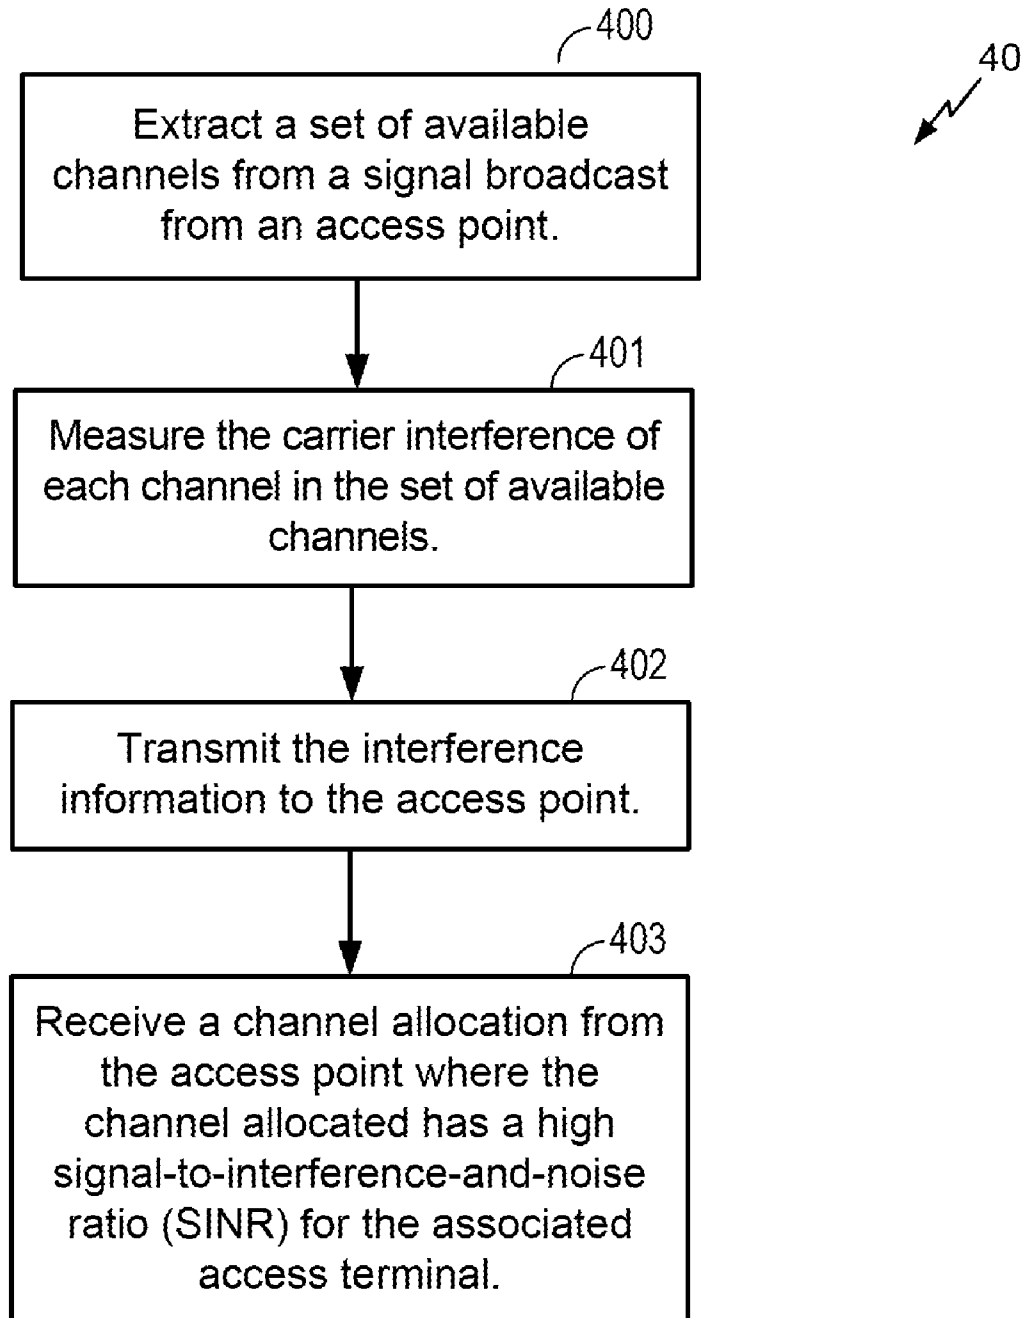 400
40
Extract a set of available
channels from a signal broadcast
from an access point.
401
Measure the carrier interference of
each channel in the set of available
channels.
402
Transmit the interference
information to the access point.
403
Receive a channel allocation from
the access point where the
channel allocated has a high
signal-to-interference-and-noise
ratio (SINR) for the associated
access terminal.